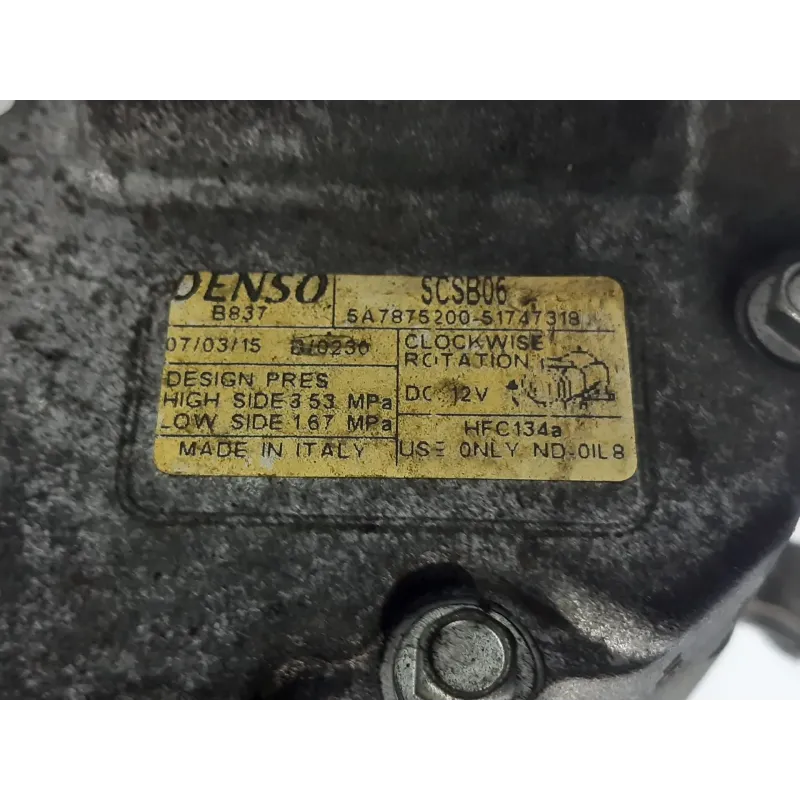 DENSO SCSB06
B837 5A7875200-51747318
07/03/15 B/0230 CLOCKWISE
ROTATION
DESIGN PRES
HIGH SIDE 3.53 MPa DC 12V
LOW SIDE 1.67 MPa HFC134a
MADE IN ITALY USE ONLY ND-OIL8